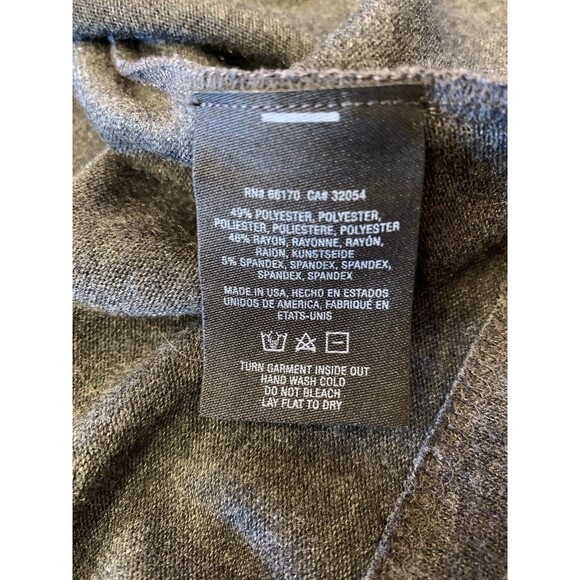 RN# 66170 CA# 32054
49% POLYESTER, POLYESTER,
POLIESTER, POLIESTERE, POLYESTER
46% RAYON, RAYONNE, RAYÓN,
RAION, KUNSTSEIDE
5% SPANDEX, SPANDEX, SPANDEX,
SPANDEX, SPANDEX
MADE IN USA, HECHO EN ESTADOS
UNIDOS DE AMERICA, FABRIQUÉ EN
ÉTATS-UNIS
TURN GARMENT INSIDE OUT
HAND WASH COLD
DO NOT BLEACH
LAY FLAT TO DRY